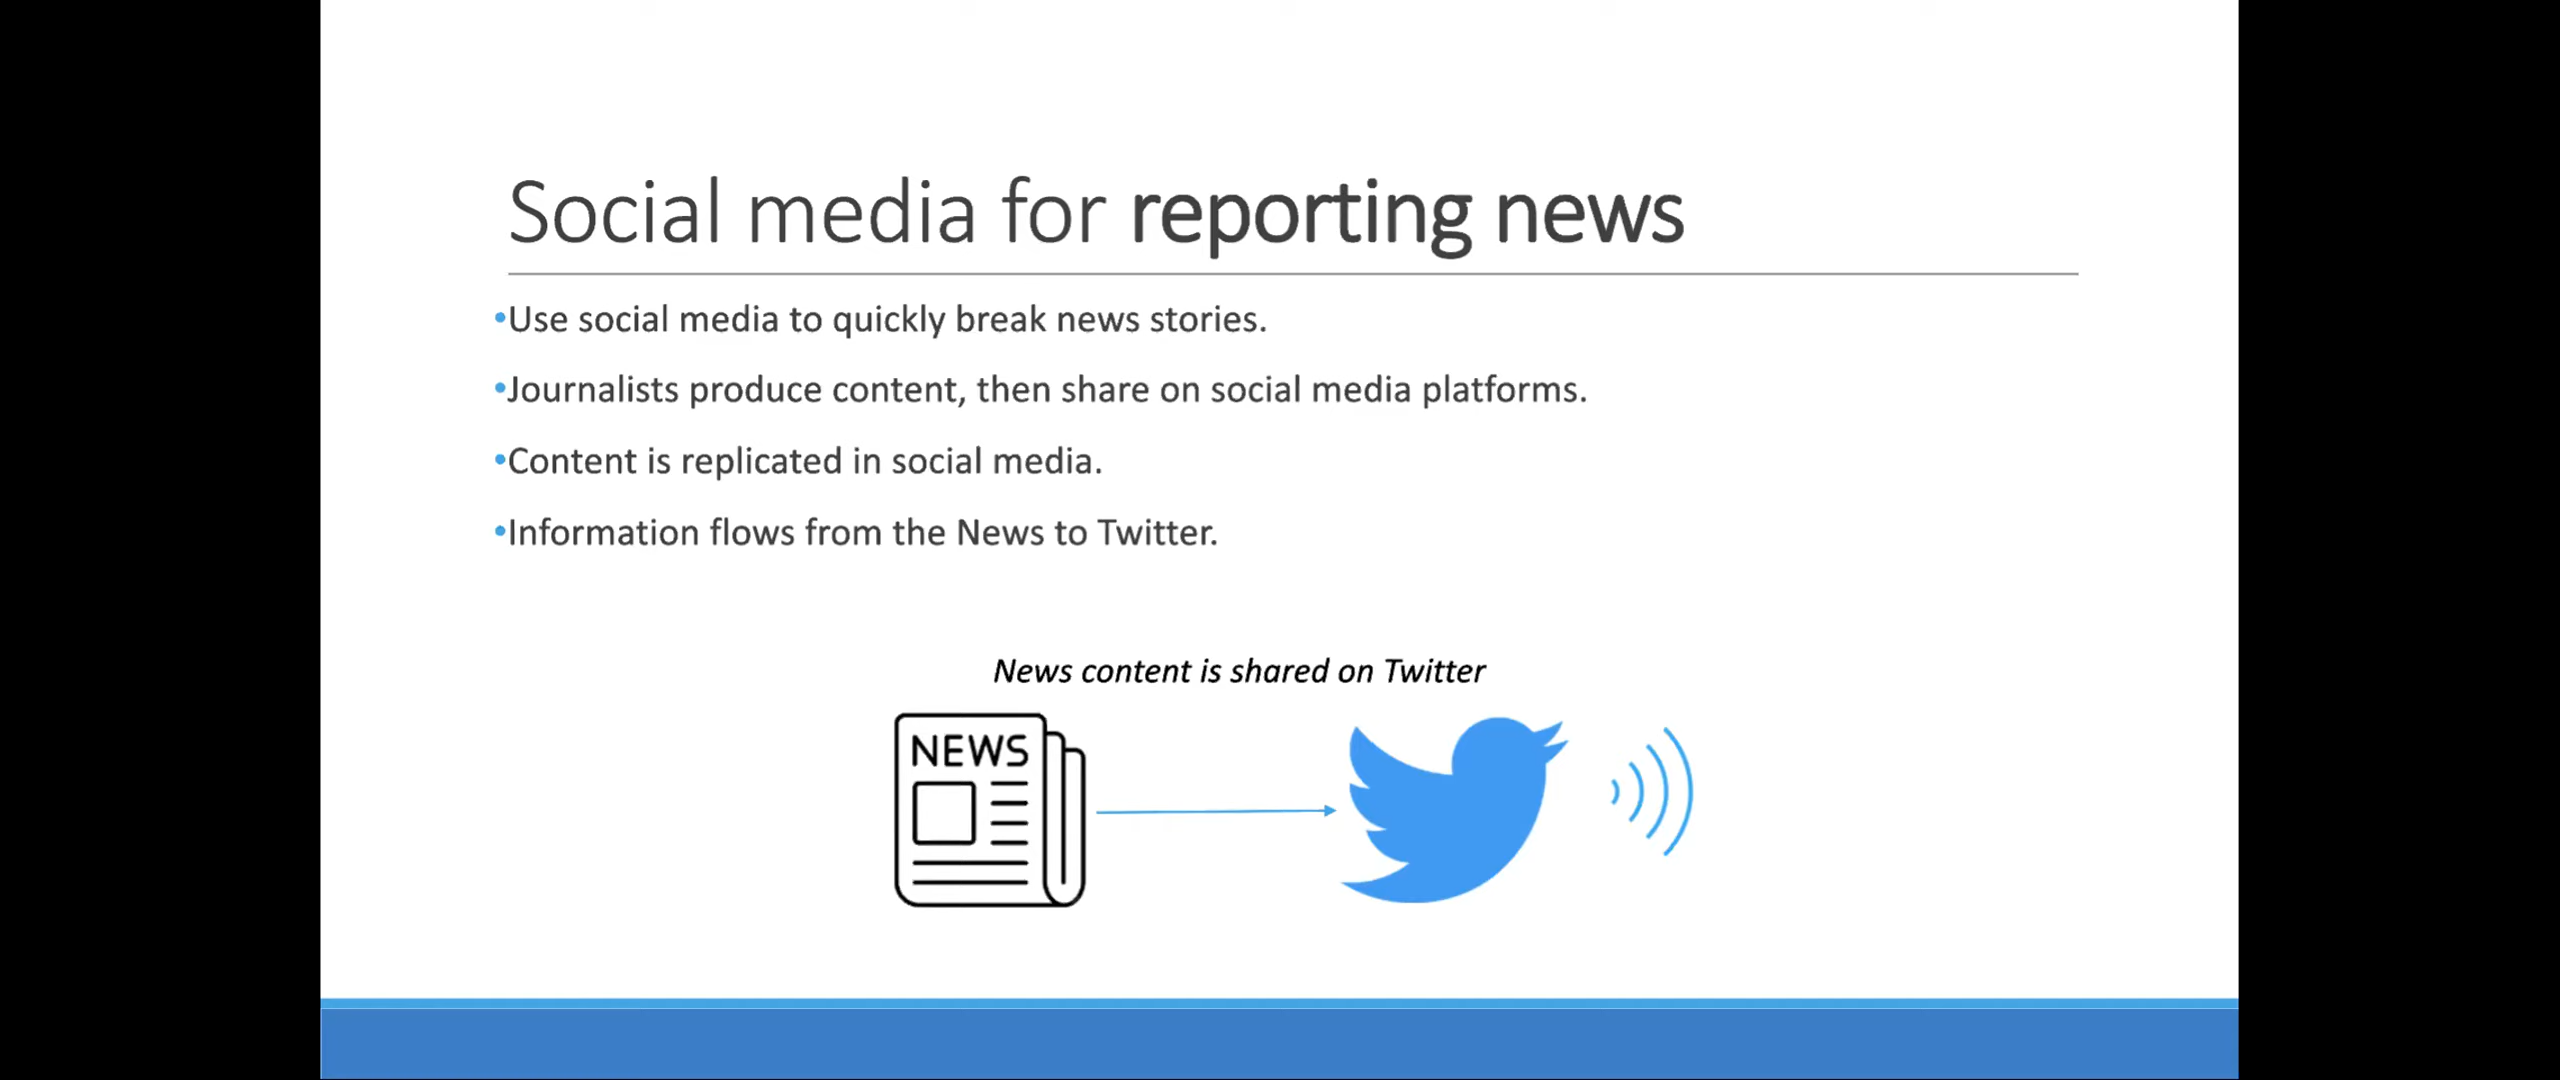 Social media for reporting news
•Use social media to quickly break news stories.
•Journalists produce content, then share on social media platforms.
•Content is replicated in social media.
•Information flows from the News to Twitter.
News content is shared on Twitter
NEWS